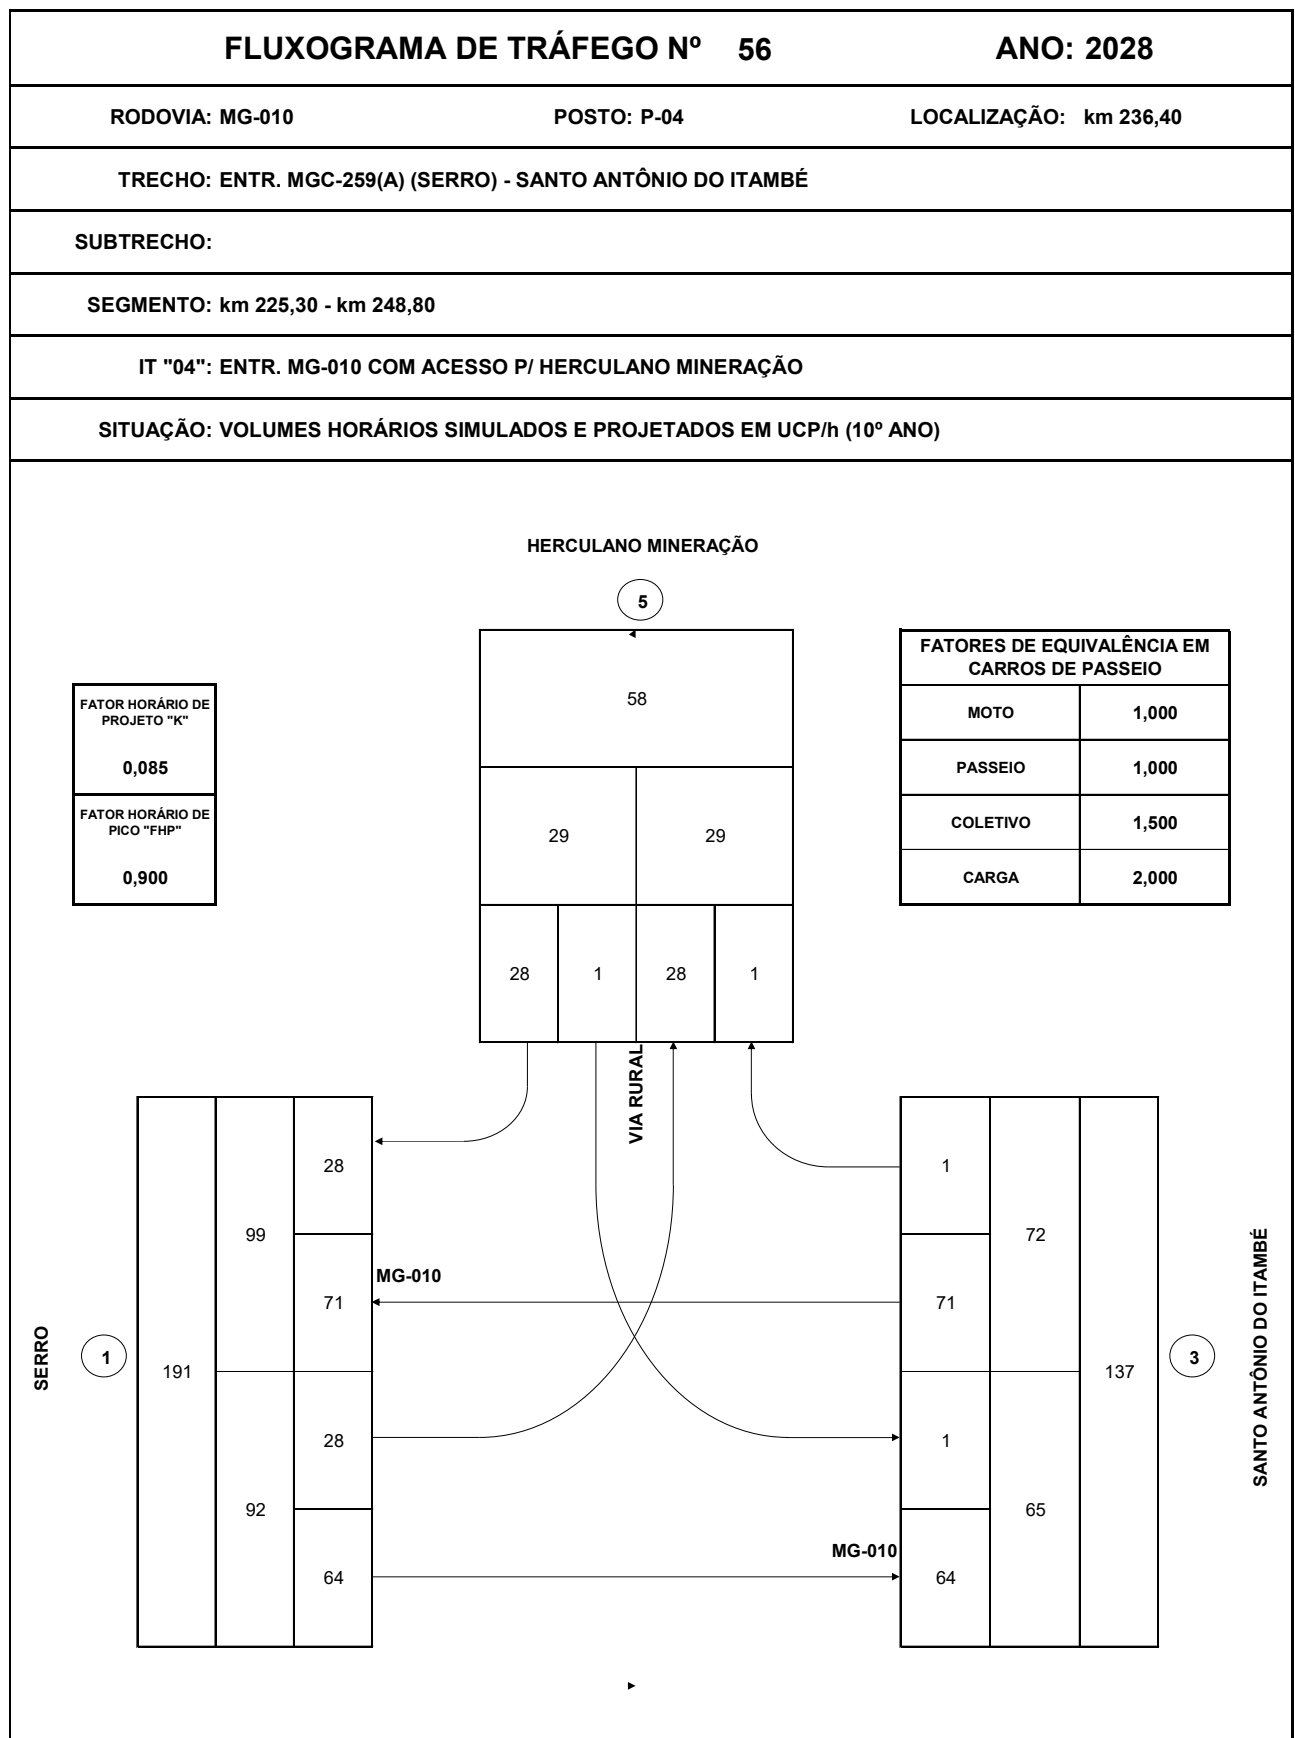 FLUXOGRAMA DE TRÁFEGO Nº 56 ANO: 2028
RODOVIA: MG-010 POSTO: P-04 LOCALIZAÇÃO: km 236,40
TRECHO: ENTR. MGC-259(A) (SERRO) - SANTO ANTÔNIO DO ITAMBÉ
SUBTRECHO:
SEGMENTO: km 225,30 - km 248,80
IT "04": ENTR. MG-010 COM ACESSO P/ HERCULANO MINERAÇÃO
SITUAÇÃO: VOLUMES HORÁRIOS SIMULADOS E PROJETADOS EM UCP/h (10º ANO)
HERCULANO MINERAÇÃO
5
58
29 29
28 1 28 1
FATOR HORÁRIO DE
PROJETO "K"
0,085
FATOR HORÁRIO DE
PICO "FHP"
0,900
FATORES DE EQUIVALÊNCIA EM
CARROS DE PASSEIO
MOTO 1,000
PASSEIO 1,000
COLETIVO 1,500
CARGA 2,000
VIA RURAL
SERRO
1
191
99
92
28
71
28
64
MG-010
MG-010
1
71
1
64
72
65
137
3
SANTO ANTÔNIO DO ITAMBÉ